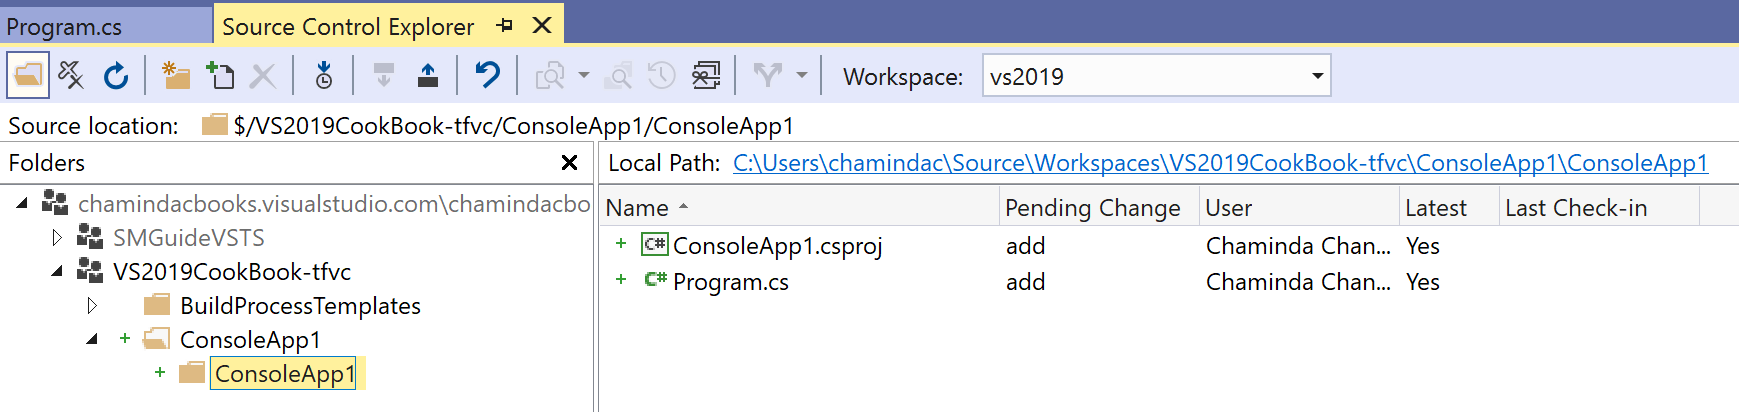 Program.cs Source Control Explorer
Workspace: vs2019
Source location: $/VS2019CookBook-tfvc/ConsoleApp1/ConsoleApp1
Folders
chamindacbooks.visualstudio.com\chamindacbo
SMGuideVSTS
VS2019CookBook-tfvc
BuildProcessTemplates
ConsoleApp1
ConsoleApp1
Local Path: C:\Users\chamindac\Source\Workspaces\VS2019CookBook-tfvc\ConsoleApp1\ConsoleApp1
Name Pending Change User Latest Last Check-in
+ C# ConsoleApp1.csproj add Chaminda Chan... Yes
+ C# Program.cs add Chaminda Chan... Yes